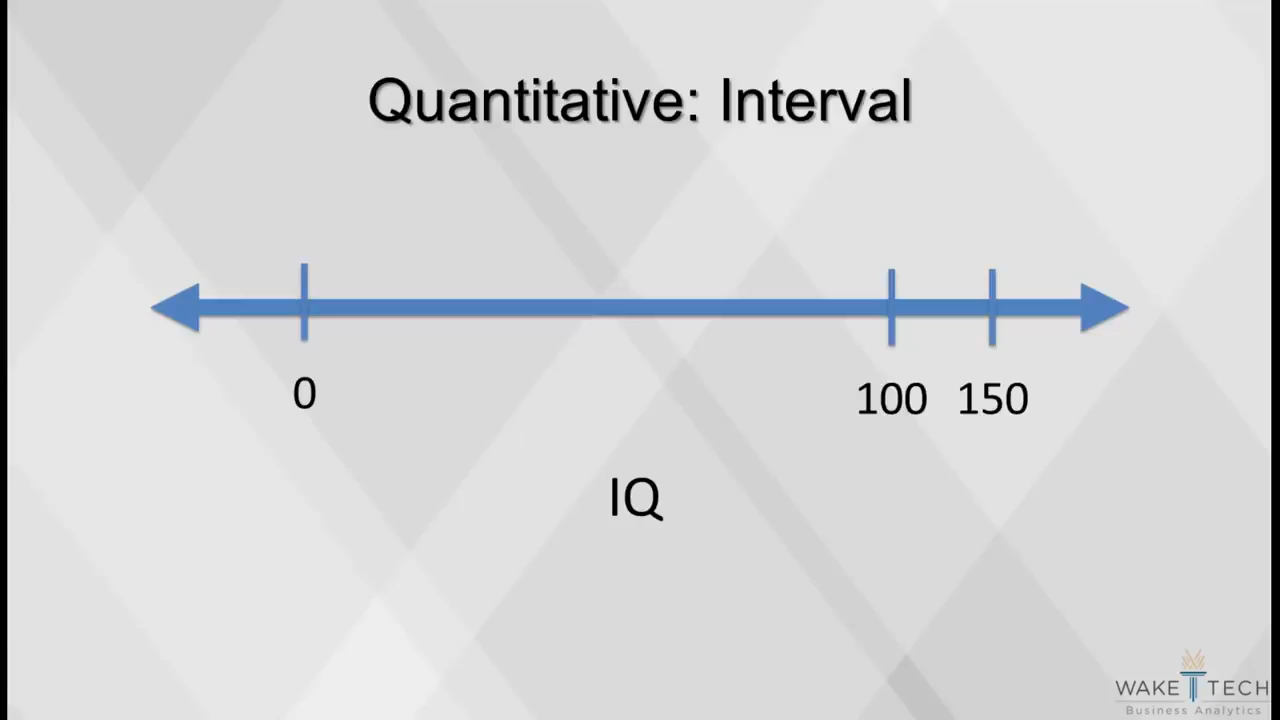 Quantitative: Interval
0
100 150
IQ
WAKE TECH
Business Analytics